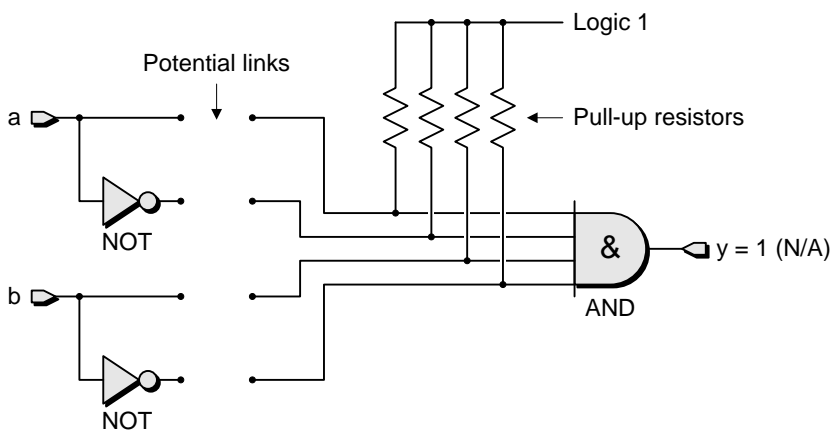 Logic 1
Potential links
a
Pull-up resistors
NOT
&
y = 1 (N/A)
b
AND
NOT